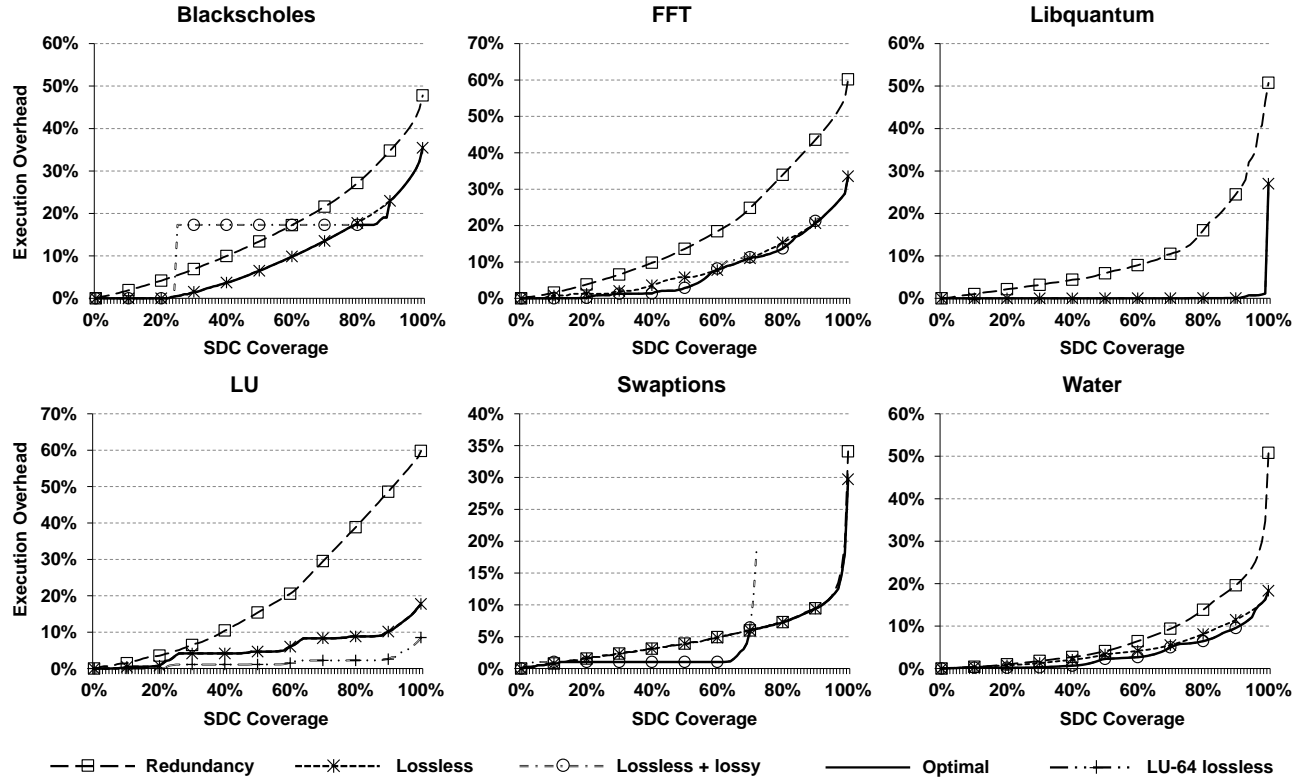 Blackscholes
60%
50%
40%
30%
20%
10%
0%
0% 20% 40% 60% 80% 100%
Execution Overhead
SDC Coverage
FFT
70%
60%
50%
40%
30%
20%
10%
0%
0% 20% 40% 60% 80% 100%
SDC Coverage
Libquantum
60%
50%
40%
30%
20%
10%
0%
0% 20% 40% 60% 80% 100%
SDC Coverage
LU
70%
60%
50%
40%
30%
20%
10%
0%
0% 20% 40% 60% 80% 100%
Execution Overhead
SDC Coverage
Swaptions
40%
35%
30%
25%
20%
15%
10%
5%
0%
0% 20% 40% 60% 80% 100%
SDC Coverage
Water
60%
50%
40%
30%
20%
10%
0%
0% 20% 40% 60% 80% 100%
SDC Coverage
Redundancy Lossless Lossless + lossy Optimal LU-64 lossless